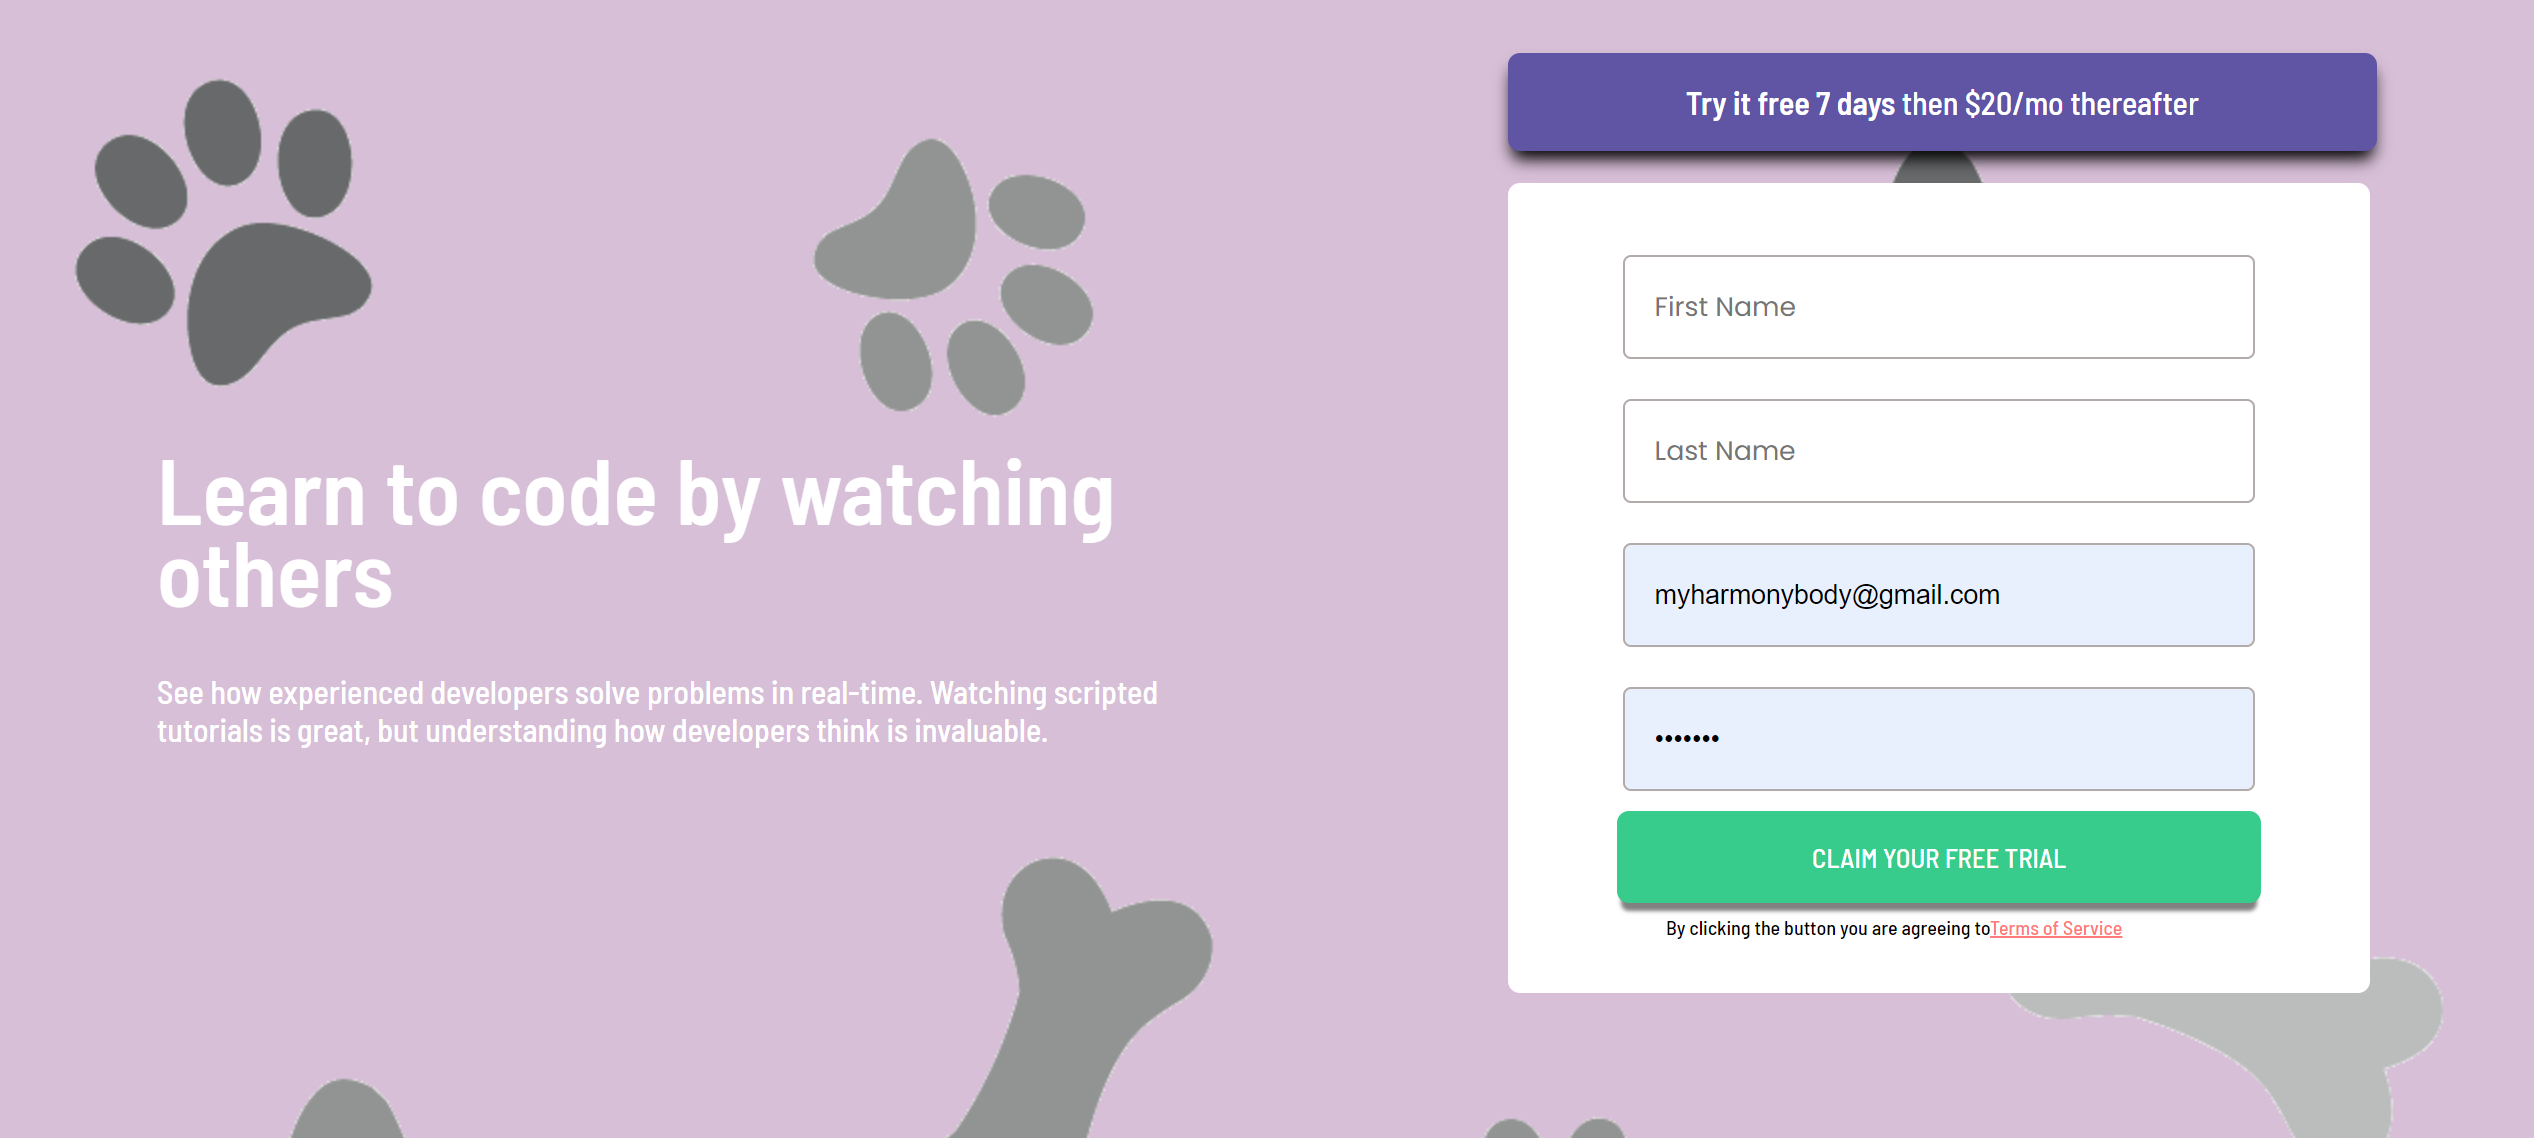 Learn to code by watching
others
See how experienced developers solve problems in real-time. Watching scripted
tutorials is great, but understanding how developers think is invaluable.
Try it free 7 days then $20/mo thereafter
First Name
Last Name
myharmonybody@gmail.com
•••••••
CLAIM YOUR FREE TRIAL
By clicking the button you are agreeing toTerms of Service